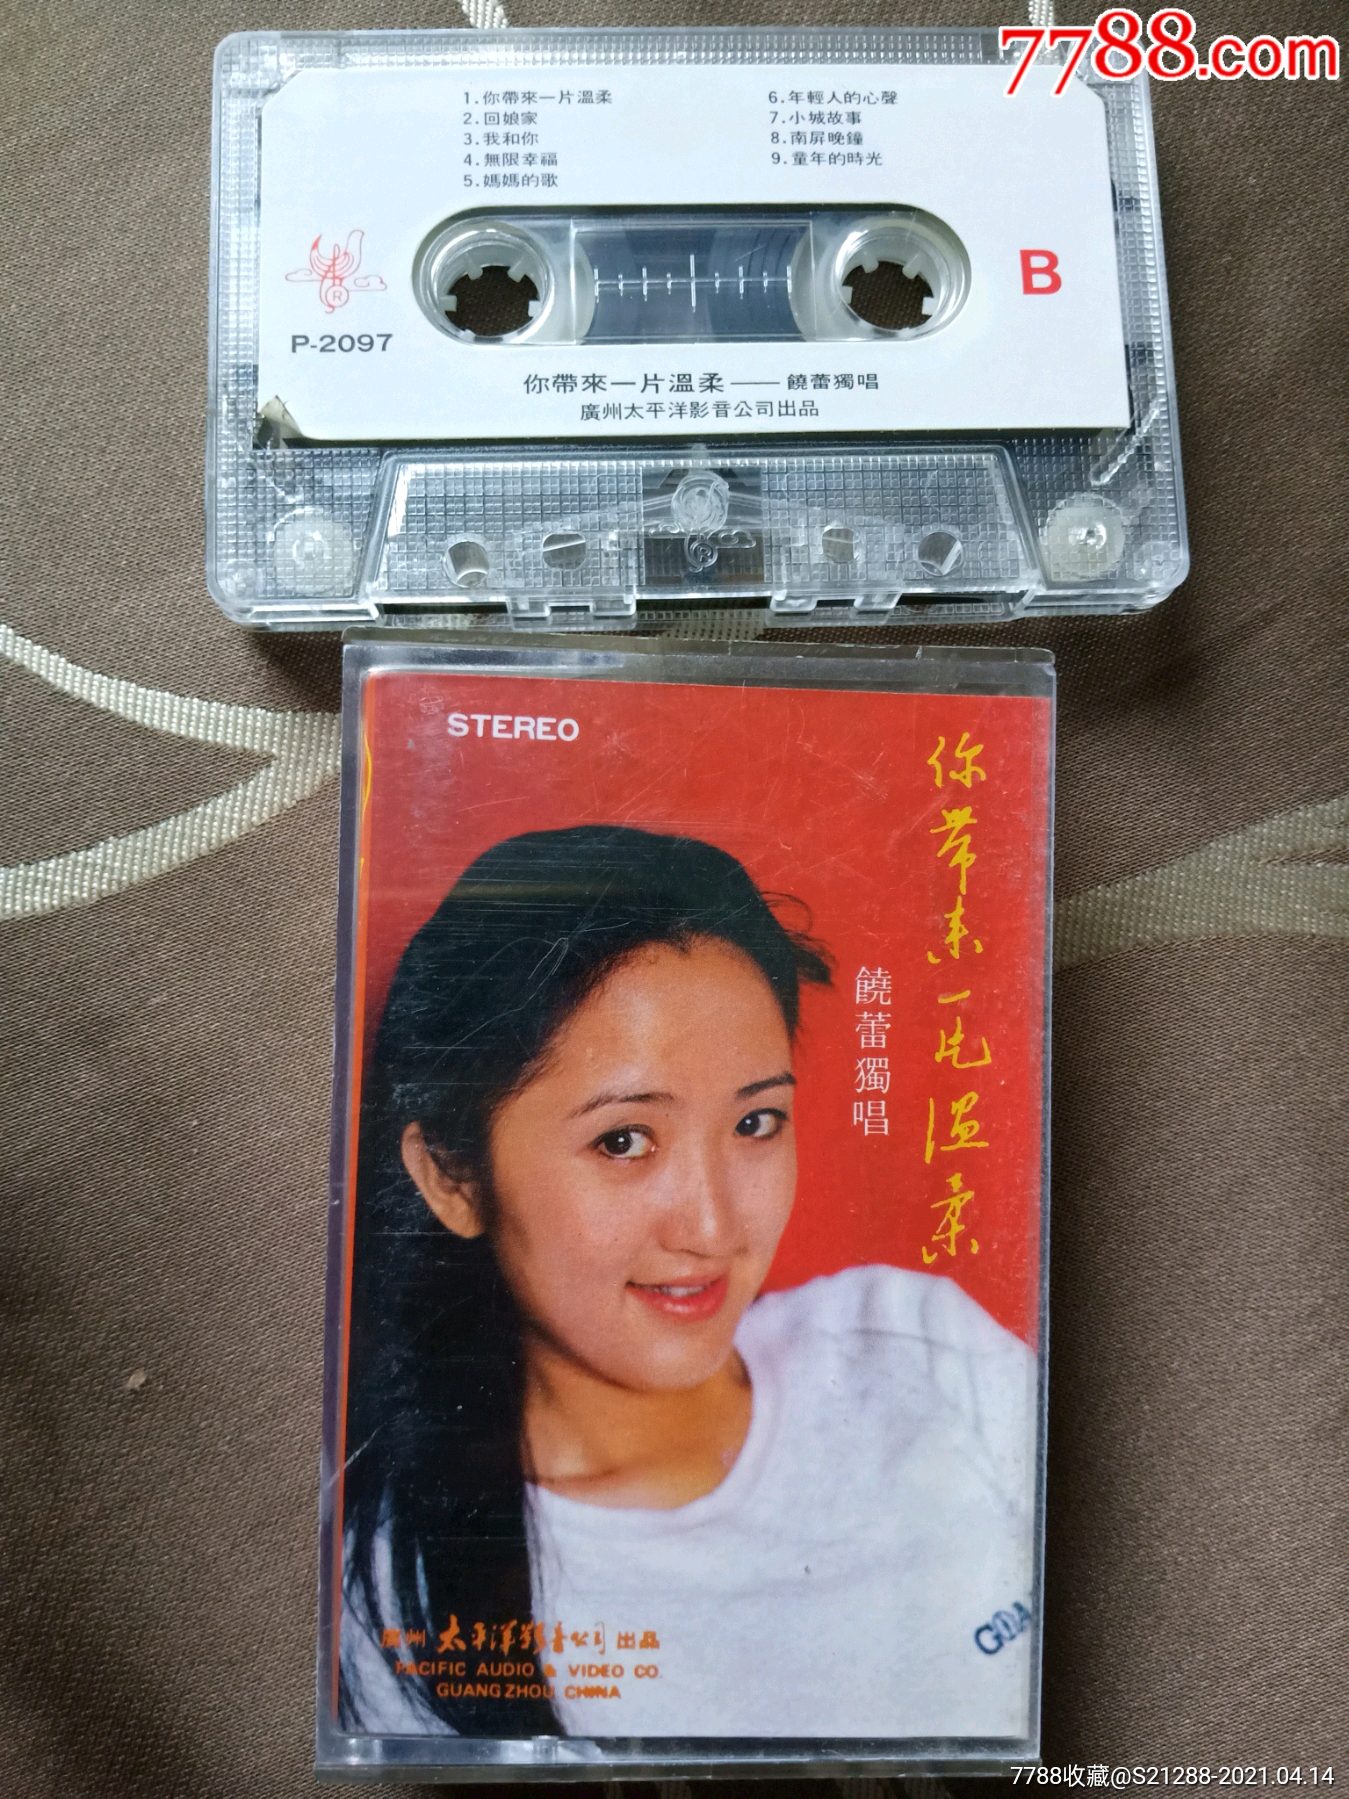 7788.com
1.你帶來一片溫柔
2.回娘家
3.我和你
4.無限幸福
5.媽媽的歌
6.年輕人的心聲
7.小城故事
8.南屏晚鐘
9.童年的時光
R
P-2097
B
你帶來一片溫柔——饒蕾獨唱
廣州太平洋影音公司出品
STEREO
你带来一片温柔
饒蕾獨唱
廣州 太平洋影音公司 出品
PACIFIC AUDIO & VIDEO CO.
GUANGZHOU CHINA
7788收藏@S21288-2021.04.14